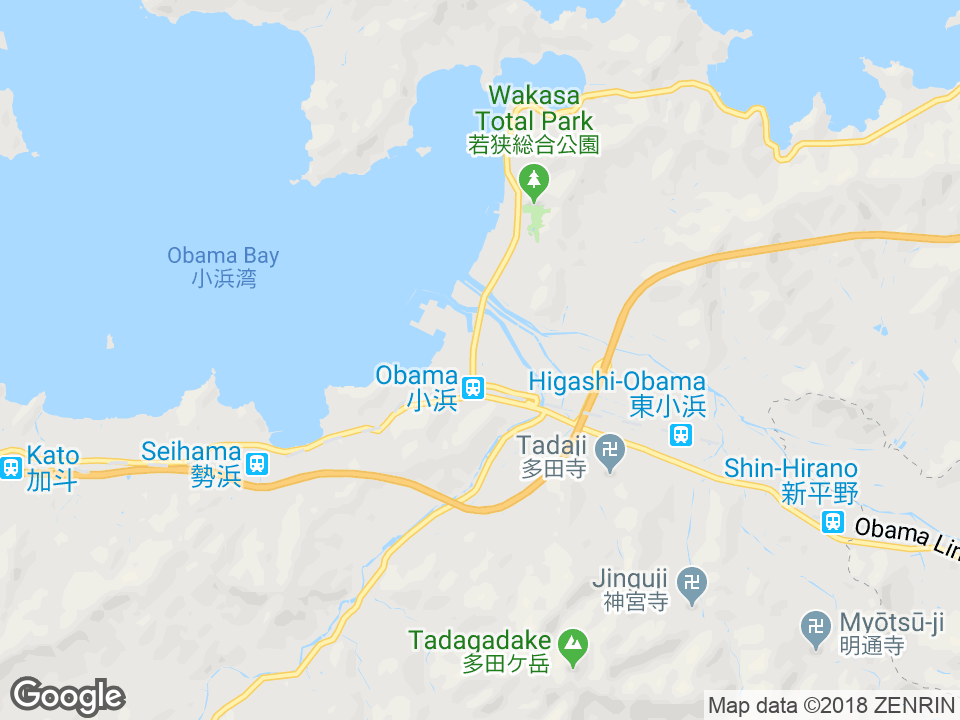 Wakasa
Total Park
若狭総合公園
Obama Bay
小浜湾
Obama
小浜
Higashi-Obama
東小浜
Kato
加斗
Seihama
勢浜
Tadaji
多田寺
Shin-Hirano
新平野
Obama Lin
Jinguji
神宮寺
Myōtsū-ji
明通寺
Tadagadake
多田ケ岳
Google
Map data ©2018 ZENRIN